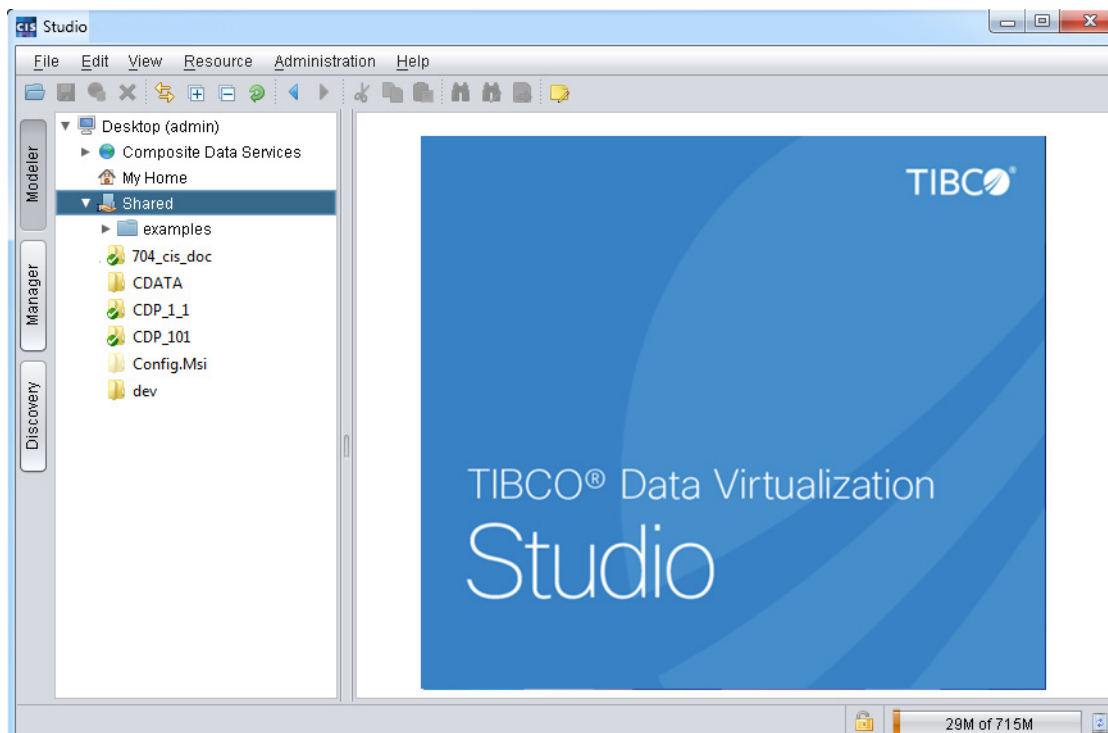 CIS Studio
File Edit View Resource Administration Help
Modeler
Manager
Discovery
Desktop (admin)
Composite Data Services
My Home
Shared
examples
704_cis_doc
CDATA
CDP_1_1
CDP_101
Config.Msi
dev
TIBCO®
TIBCO® Data Virtualization
Studio
29M of 715M